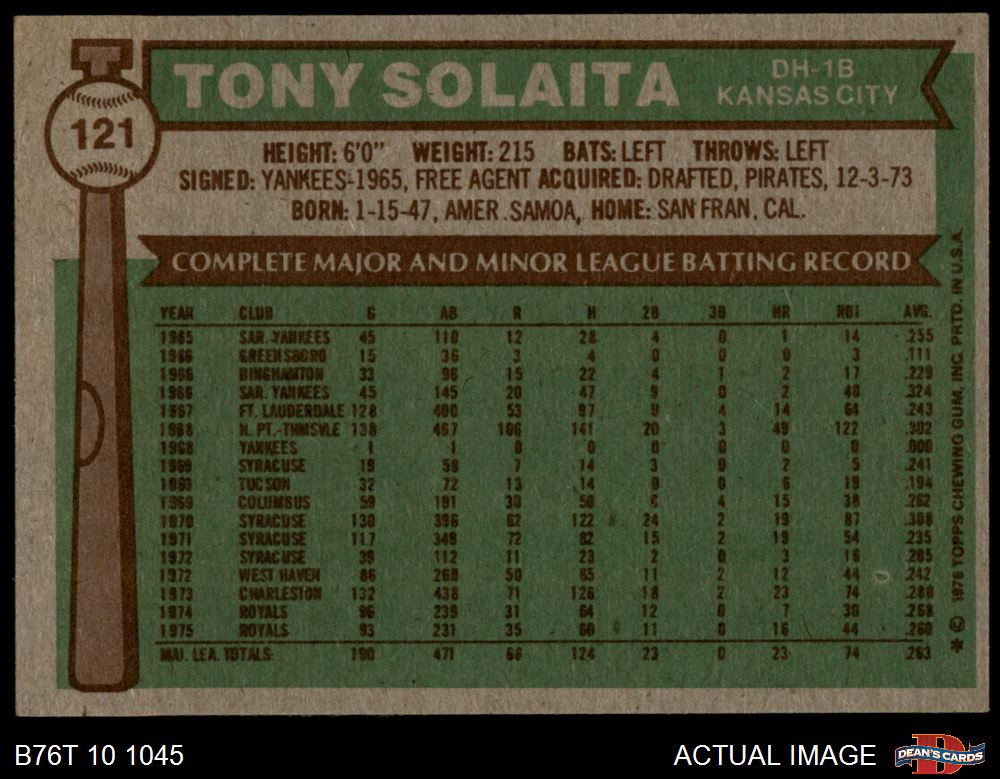 121
TONY SOLAITA
DH-1B
KANSAS CITY
HEIGHT: 6'0" WEIGHT: 215 BATS: LEFT THROWS: LEFT
SIGNED: YANKEES-1965, FREE AGENT ACQUIRED: DRAFTED, PIRATES, 12-3-73
BORN: 1-15-47, AMER. SAMOA, HOME: SAN FRAN, CAL.
COMPLETE MAJOR AND MINOR LEAGUE BATTING RECORD
YEAR CLUB G AB R H 2B 3B HR RBI AVG.
1965 SAR. YANKEES 45 110 12 28 4 0 1 14 .255
1966 GREENSBORO 15 36 3 4 0 0 0 3 .111
1966 BINGHAMTON 33 96 15 22 4 1 2 17 .229
1966 SAR. YANKEES 45 145 20 47 9 0 2 40 .324
1967 FT. LAUDERDALE 128 400 53 97 9 4 14 64 .243
1968 H. PT.-THMSVLE 138 467 106 141 20 3 49 122 .302
1968 YANKEES 1 1 0 0 0 0 0 0 .000
1969 SYRACUSE 19 58 7 14 3 0 2 5 .241
1969 TUCSON 32 72 13 14 0 0 6 19 .194
1969 COLUMBUS 59 191 30 50 4 15 38 .262
1970 SYRACUSE 130 396 62 122 24 2 19 87 .308
1971 SYRACUSE 117 349 72 82 15 2 19 54 .235
1972 SYRACUSE 39 112 11 23 2 0 3 16 .205
1972 WEST HAVEN 86 268 50 65 11 2 12 44 .242
1973 CHARLESTON 132 438 71 126 18 2 23 74 .288
1974 ROYALS 96 239 31 64 12 0 7 30 .268
1975 ROYALS 93 231 35 60 11 0 16 44 .260
MAJ. LEA. TOTALS: 190 471 66 124 23 0 23 74 .263
* © 1976 TOPPS CHEWING GUM, INC. PRTD. IN U.S.A.
B76T 10 1045
ACTUAL IMAGE
DEAN'S CARDS